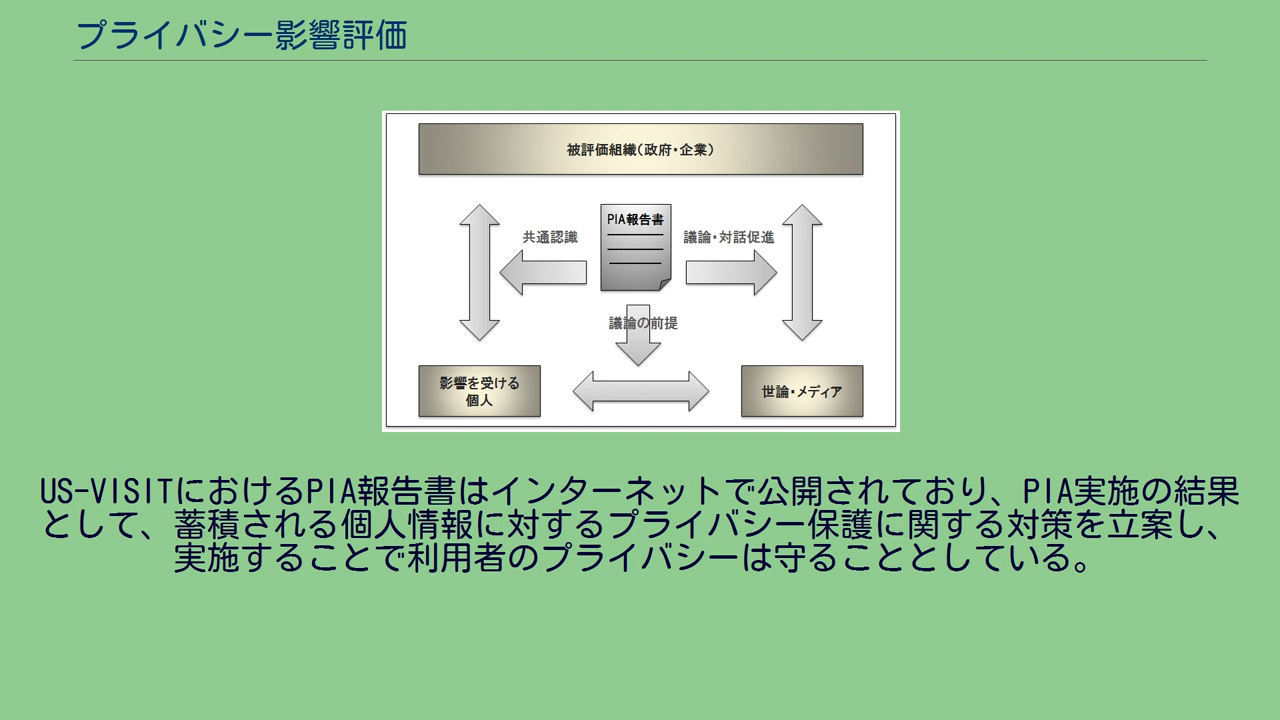 プライバシー影響評価
被評価組織(政府・企業)
PIA報告書
共通認識
議論・対話促進
議論の前提
影響を受ける
個人
世論・メディア
US-VISITにおけるPIA報告書はインターネットで公開されており、PIA実施の結果
として、蓄積される個人情報に対するプライバシー保護に関する対策を立案し、
実施することで利用者のプライバシーは守ることとしている。